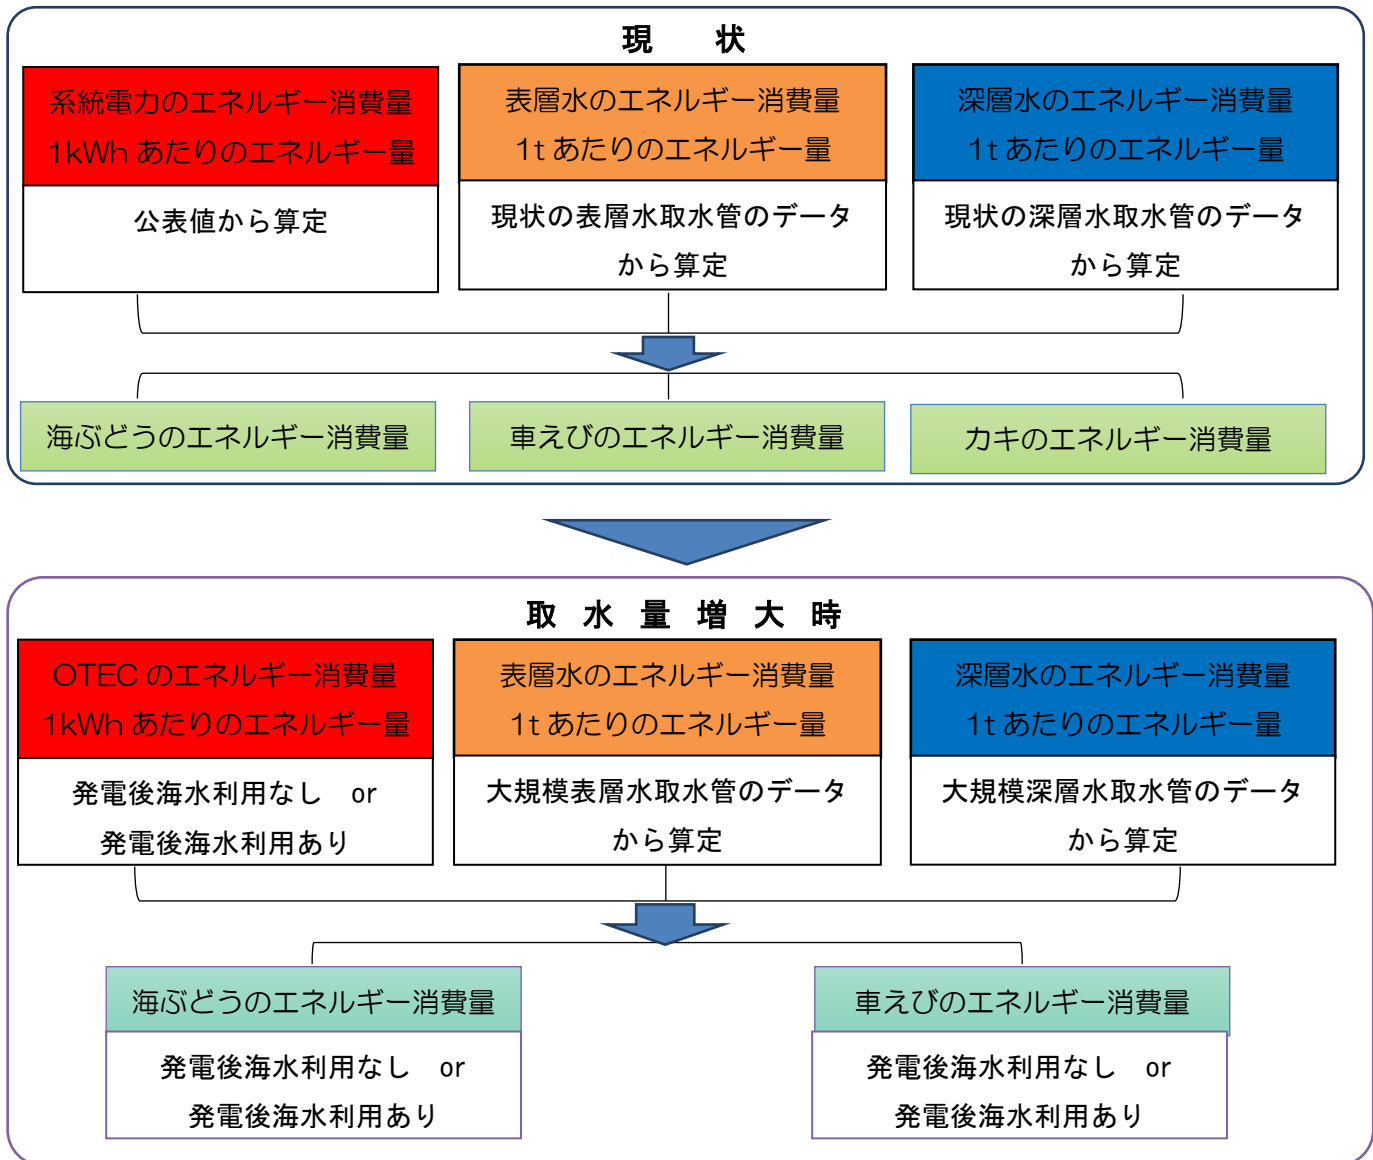 現　状
系統電力のエネルギー消費量
1kWh あたりのエネルギー量
公表値から算定
表層水のエネルギー消費量
1t あたりのエネルギー量
現状の表層水取水管のデータ
から算定
深層水のエネルギー消費量
1t あたりのエネルギー量
現状の深層水取水管のデータ
から算定
海ぶどうのエネルギー消費量
車えびのエネルギー消費量
カキのエネルギー消費量
取 水 量 増 大 時
OTEC のエネルギー消費量
1kWh あたりのエネルギー量
発電後海水利用なし　or
発電後海水利用あり
表層水のエネルギー消費量
1t あたりのエネルギー量
大規模表層水取水管のデータ
から算定
深層水のエネルギー消費量
1t あたりのエネルギー量
大規模深層水取水管のデータ
から算定
海ぶどうのエネルギー消費量
発電後海水利用なし　or
発電後海水利用あり
車えびのエネルギー消費量
発電後海水利用なし　or
発電後海水利用あり